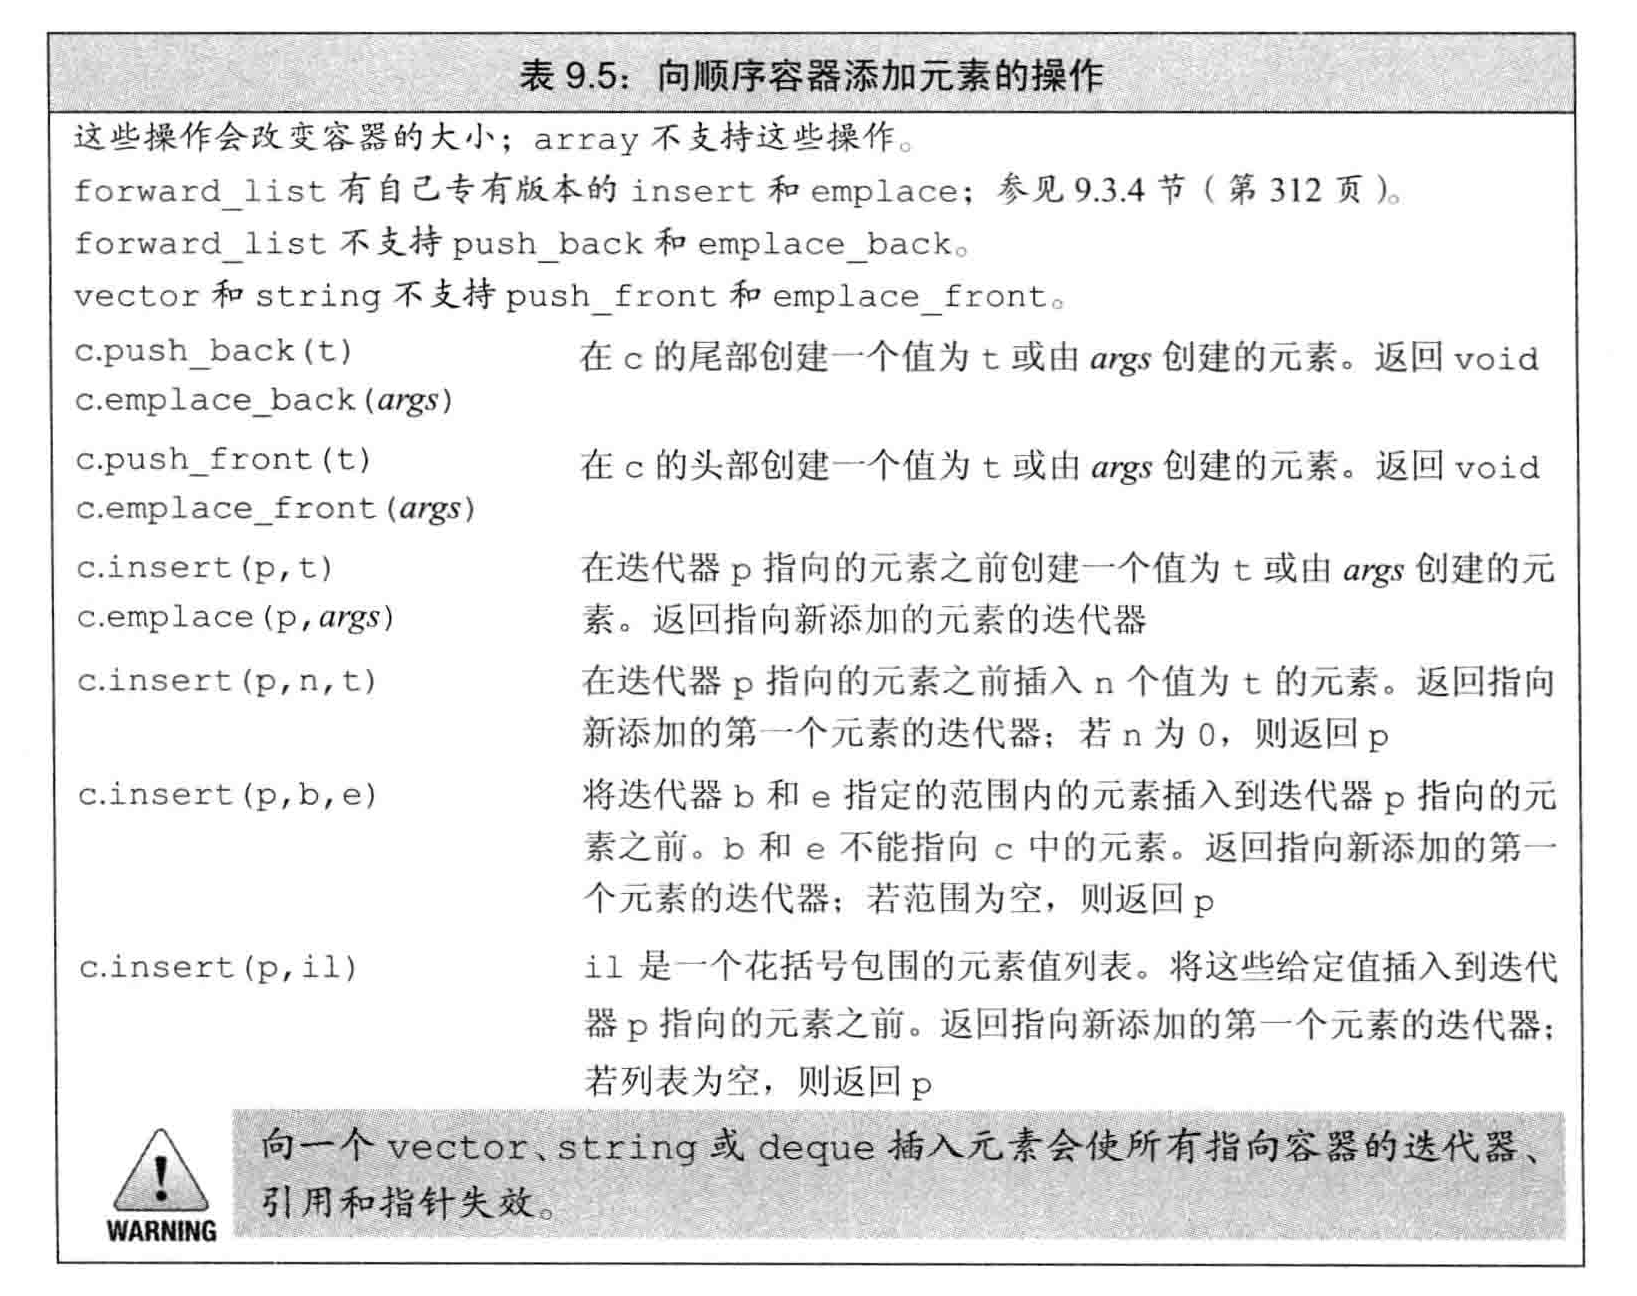 表 9.5：向顺序容器添加元素的操作
这些操作会改变容器的大小；array 不支持这些操作。
forward_list 有自己专有版本的 insert 和 emplace；参见 9.3.4 节（第 312 页）。
forward_list 不支持 push_back 和 emplace_back。
vector 和 string 不支持 push_front 和 emplace_front。
c.push_back(t) 在 c 的尾部创建一个值为 t 或由 args 创建的元素。返回 void
c.emplace_back(args)
c.push_front(t) 在 c 的头部创建一个值为 t 或由 args 创建的元素。返回 void
c.emplace_front(args)
c.insert(p,t) 在迭代器 p 指向的元素之前创建一个值为 t 或由 args 创建的元
c.emplace(p,args) 素。返回指向新添加的元素的迭代器
c.insert(p,n,t) 在迭代器 p 指向的元素之前插入 n 个值为 t 的元素。返回指向
新添加的第一个元素的迭代器；若 n 为 0，则返回 p
c.insert(p,b,e) 将迭代器 b 和 e 指定的范围内的元素插入到迭代器 p 指向的元
素之前。b 和 e 不能指向 c 中的元素。返回指向新添加的第一
个元素的迭代器；若范围为空，则返回 p
c.insert(p,il) il 是一个花括号包围的元素值列表。将这些给定值插入到迭代
器 p 指向的元素之前。返回指向新添加的第一个元素的迭代器；
若列表为空，则返回 p
向一个 vector、string 或 deque 插入元素会使所有指向容器的迭代器、
引用和指针失效。
WARNING